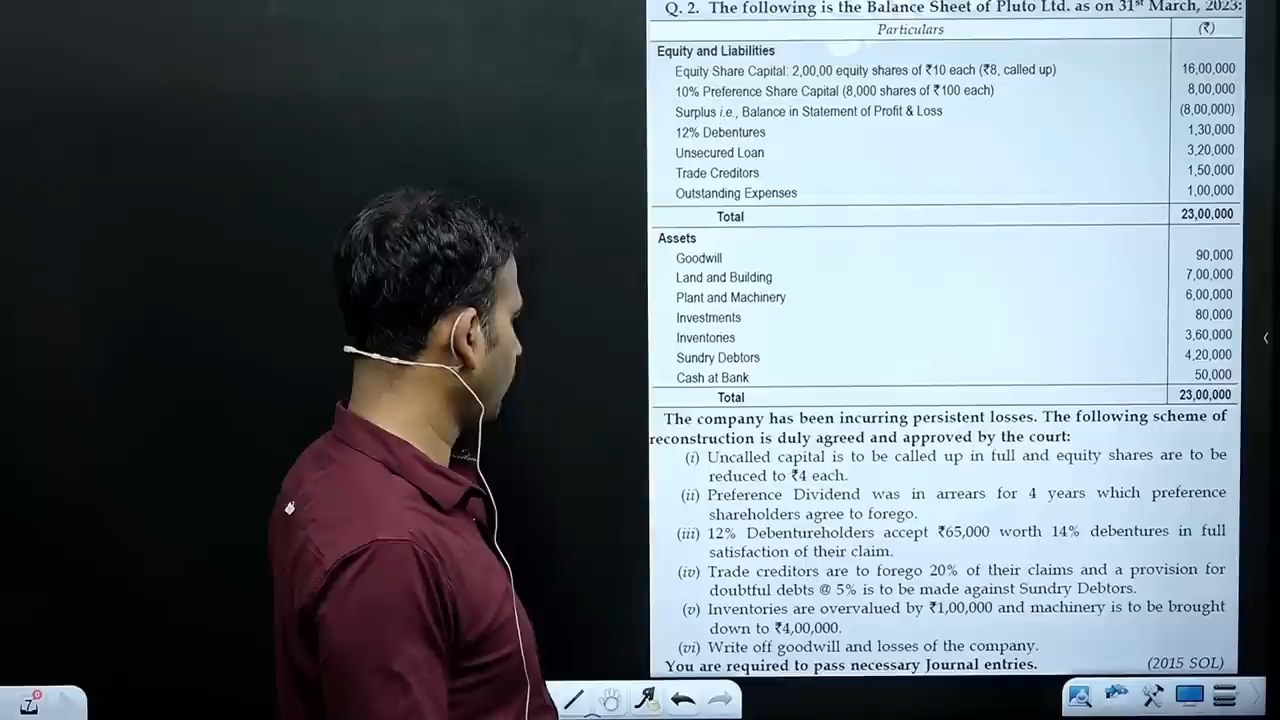 Q. 2. The following is the Balance Sheet of Pluto Ltd. as on 31st March, 2023:
Particulars (₹)
Equity and Liabilities
Equity Share Capital: 2,00,00 equity shares of ₹10 each (₹8, called up) 16,00,000
10% Preference Share Capital (8,000 shares of ₹100 each) 8,00,000
Surplus i.e., Balance in Statement of Profit & Loss (8,00,000)
12% Debentures 1,30,000
Unsecured Loan 3,20,000
Trade Creditors 1,50,000
Outstanding Expenses 1,00,000
Total 23,00,000
Assets
Goodwill 90,000
Land and Building 7,00,000
Plant and Machinery 6,00,000
Investments 80,000
Inventories 3,60,000
Sundry Debtors 4,20,000
Cash at Bank 50,000
Total 23,00,000
The company has been incurring persistent losses. The following scheme of
reconstruction is duly agreed and approved by the court:
(i) Uncalled capital is to be called up in full and equity shares are to be
reduced to ₹4 each.
(ii) Preference Dividend was in arrears for 4 years which preference
shareholders agree to forego.
(iii) 12% Debentureholders accept ₹65,000 worth 14% debentures in full
satisfaction of their claim.
(iv) Trade creditors are to forego 20% of their claims and a provision for
doubtful debts @ 5% is to be made against Sundry Debtors.
(v) Inventories are overvalued by ₹1,00,000 and machinery is to be brought
down to ₹4,00,000.
(vi) Write off goodwill and losses of the company.
You are required to pass necessary Journal entries. (2015 SOL)
7